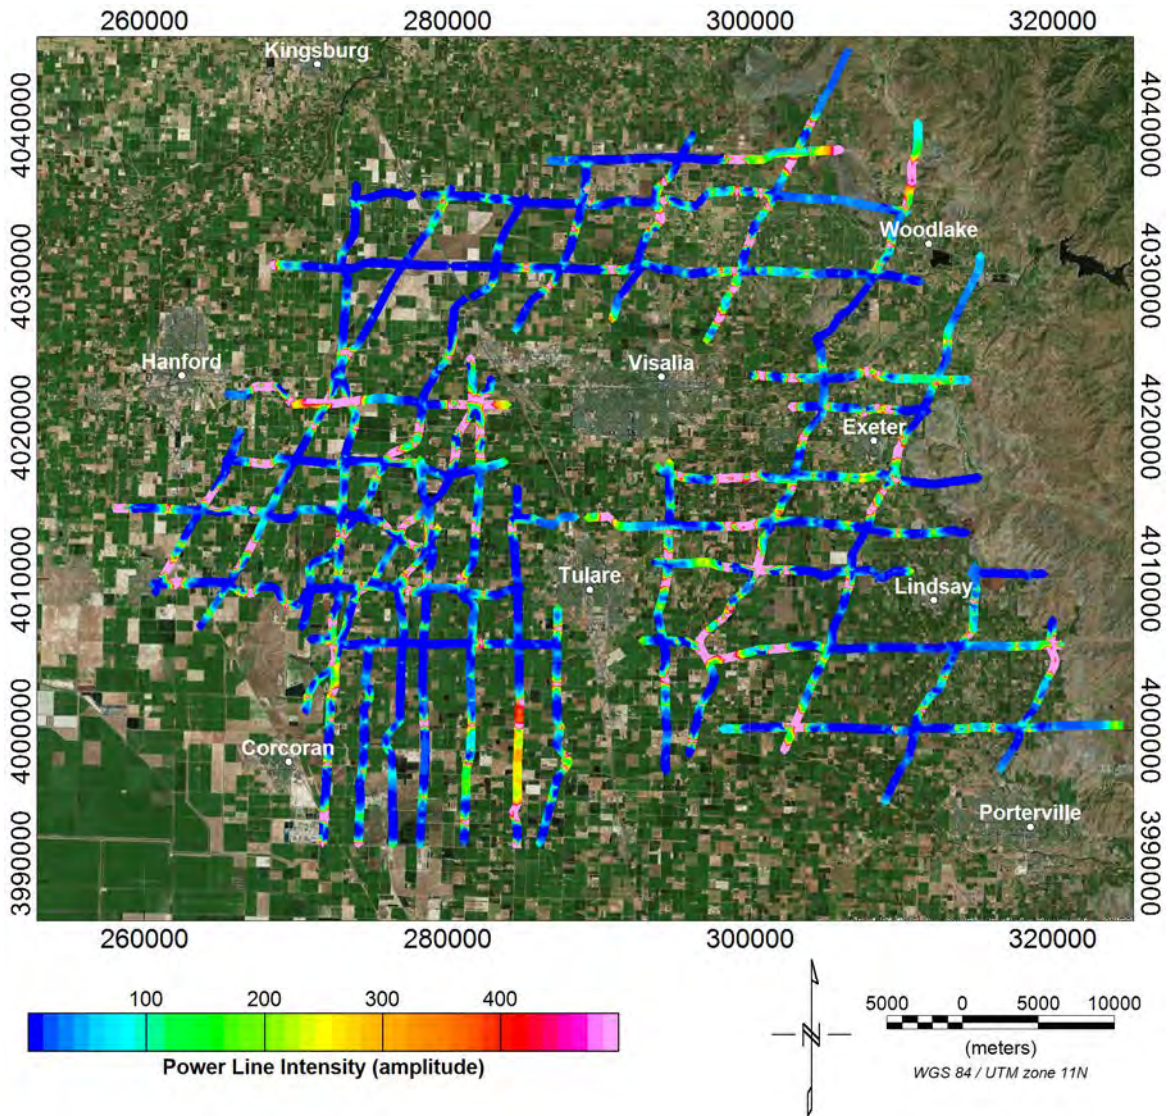 260000 280000 300000 320000
Kingsburg
4040000 4040000
Woodlake
4030000 4030000
Hanford Visalia
4020000 4020000
Exeter
4010000 4010000
Tulare Lindsay
4000000 4000000
Corcoran
Porterville
3990000 3990000
260000 280000 300000 320000
100 200 300 400
Power Line Intensity (amplitude)
N
5000 0 5000 10000
(meters)
WGS 84 / UTM zone 11N